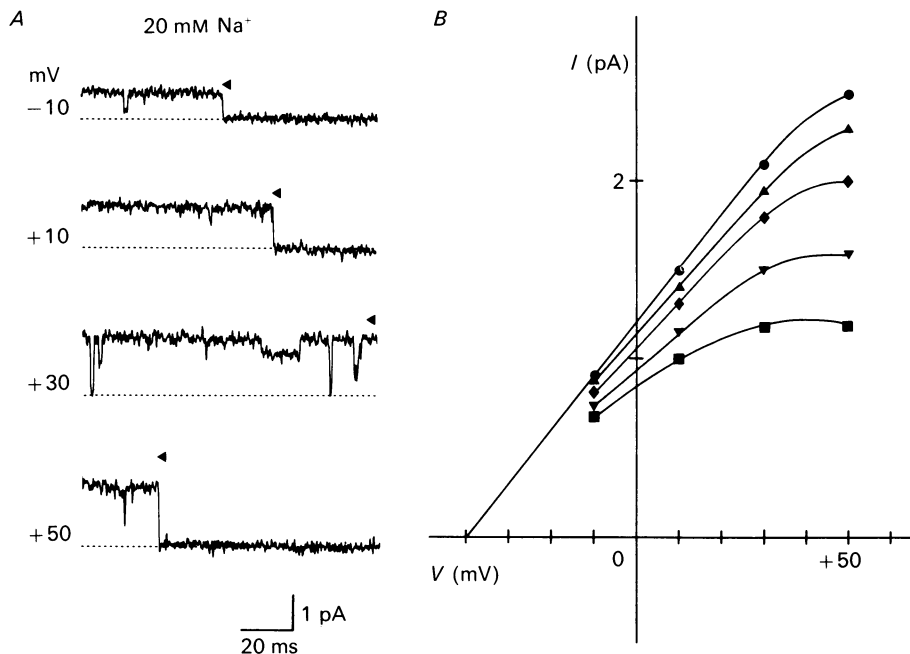 A
20 mM Na⁺
mV
−10
+10
+30
+50
1 pA
20 ms
B
I (pA)
2
0
+50
V (mV)